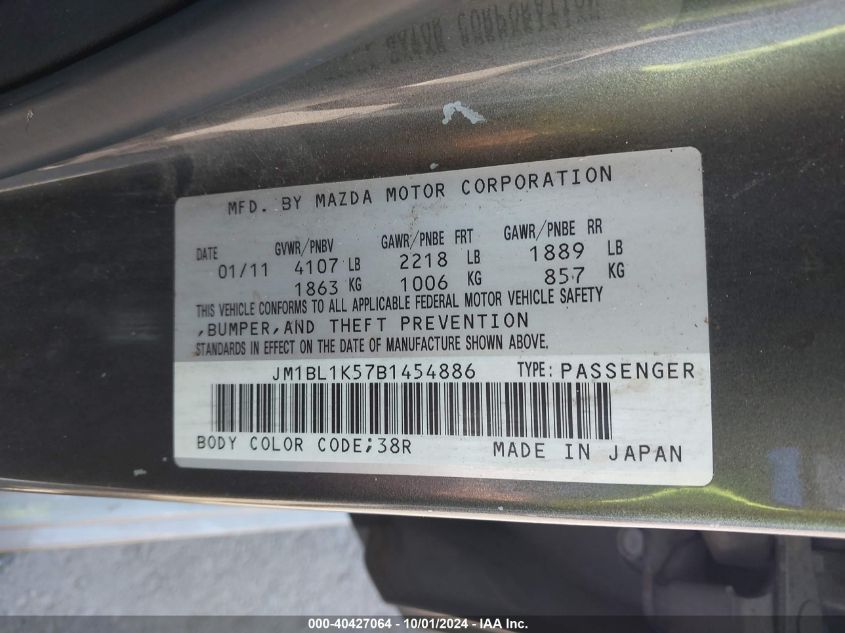 MFD. BY MAZDA MOTOR CORPORATION
DATE GVWR/PNBV GAWR/PNBE FRT GAWR/PNBE RR
01/11 4107 LB 2218 LB 1889 LB
1863 KG 1006 KG 857 KG
THIS VEHICLE CONFORMS TO ALL APPLICABLE FEDERAL MOTOR VEHICLE SAFETY
,BUMPER,AND THEFT PREVENTION
STANDARDS IN EFFECT ON THE DATE OF MANUFACTURE SHOWN ABOVE.
JM1BL1K57B1454886 TYPE: PASSENGER
BODY COLOR CODE;38R MADE IN JAPAN
000-40427064 - 10/01/2024 - IAA Inc.